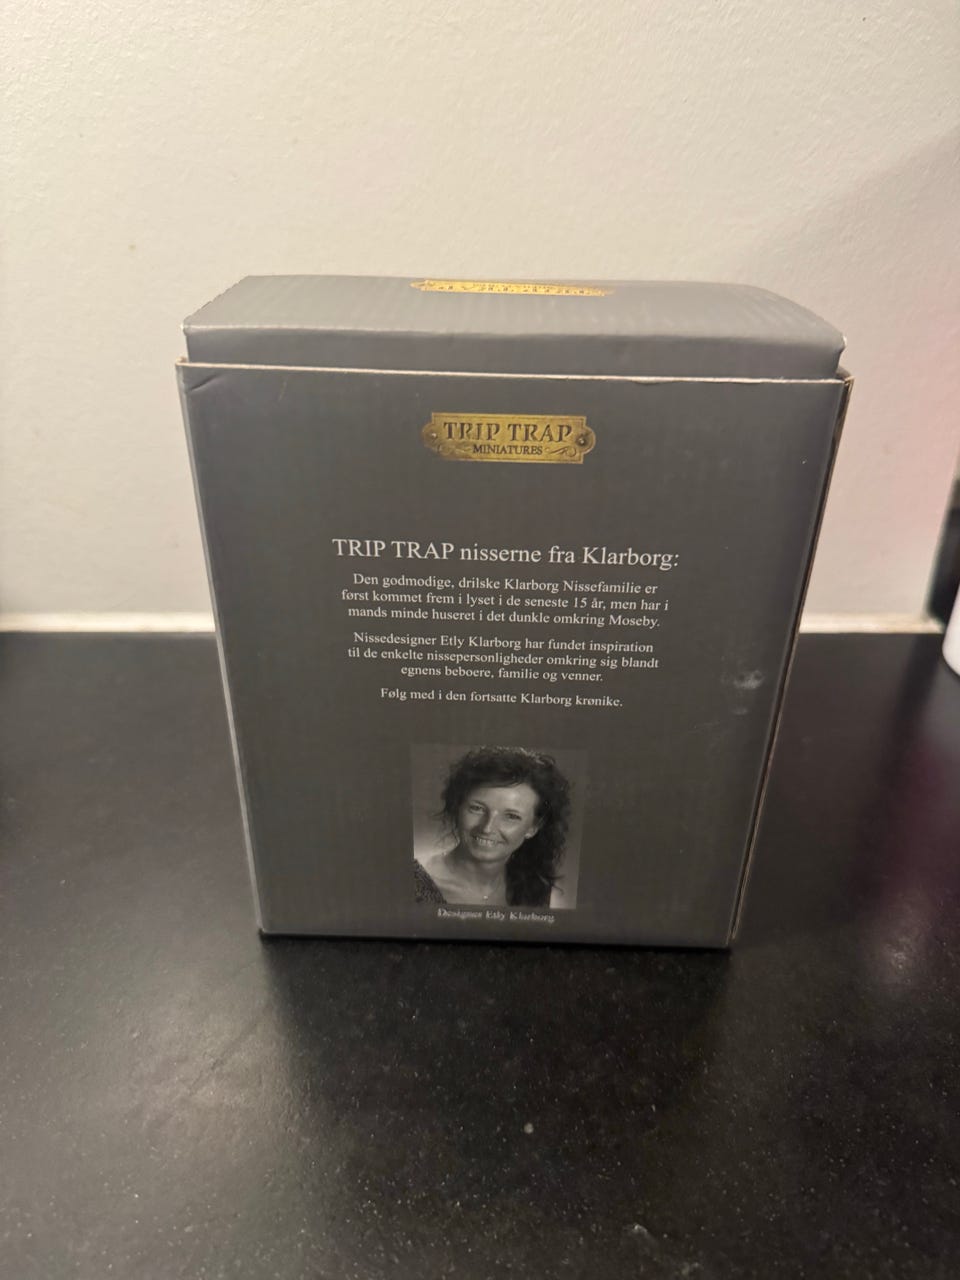 TRIP TRAP
MINIATURES
TRIP TRAP nisserne fra Klarborg:
Den godmodige, drilske Klarborg Nissefamilie er
først kommet frem i lyset i de seneste 15 år, men har i
mands minde huseret i det dunkle omkring Moseby.
Nissedesigner Etly Klarborg har fundet inspiration
til de enkelte nissepersonligheder omkring sig blandt
egnens beboere, familie og venner.
Følg med i den fortsatte Klarborg krønike.
Designer Etly Klarborg